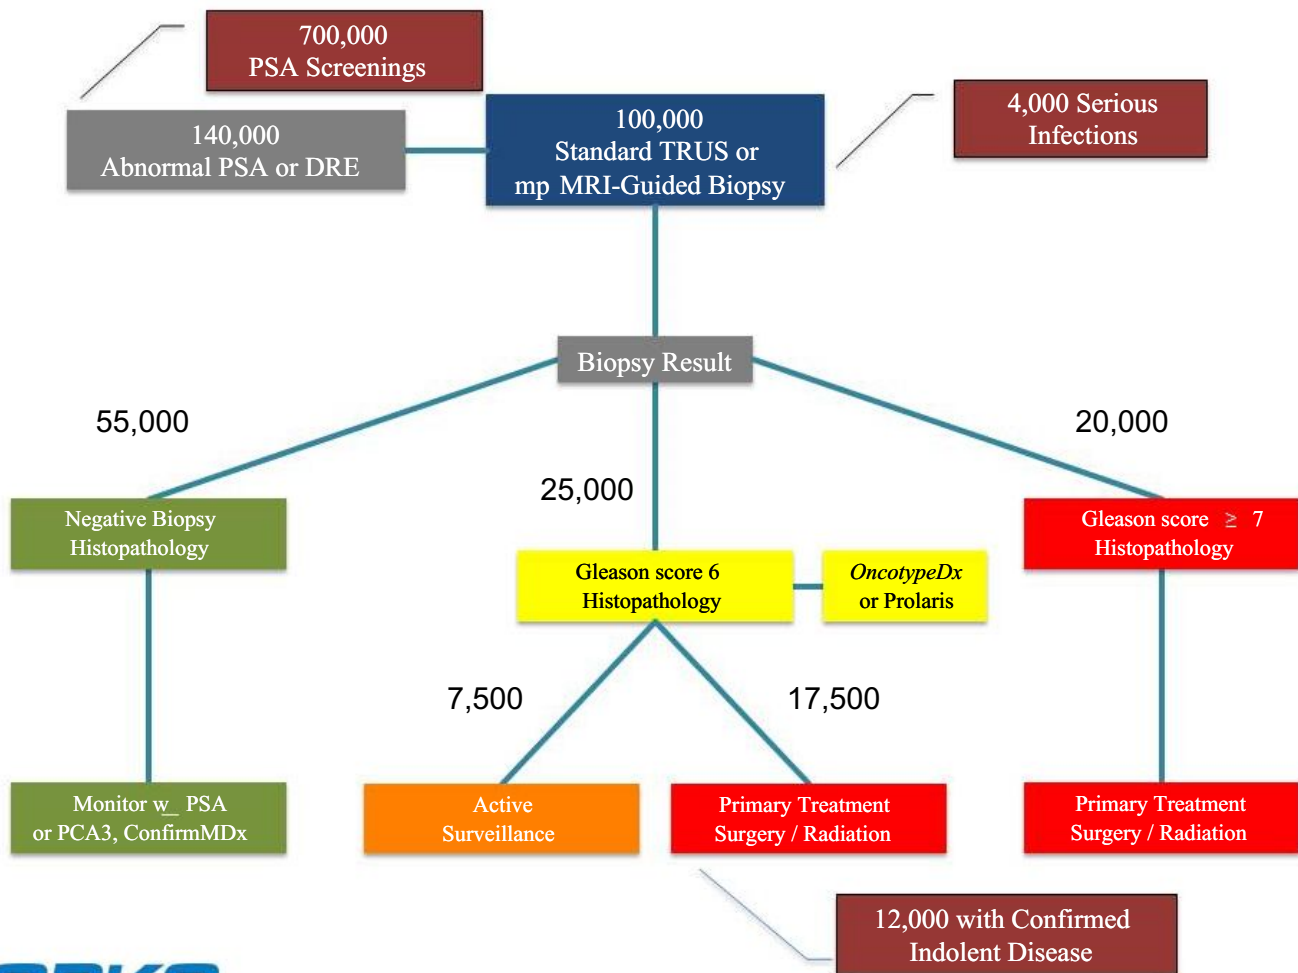 700,000
PSA Screenings
140,000
Abnormal PSA or DRE
100,000
Standard TRUS or
mp MRI-Guided Biopsy
4,000 Serious
Infections
Biopsy Result
55,000
25,000
20,000
Negative Biopsy
Histopathology
Gleason score 6
Histopathology
OncotypeDx
or Prolaris
Gleason score ≥ 7
Histopathology
7,500
17,500
Monitor w_ PSA
or PCA3, ConfirmMDx
Active
Surveillance
Primary Treatment
Surgery / Radiation
Primary Treatment
Surgery / Radiation
12,000 with Confirmed
Indolent Disease